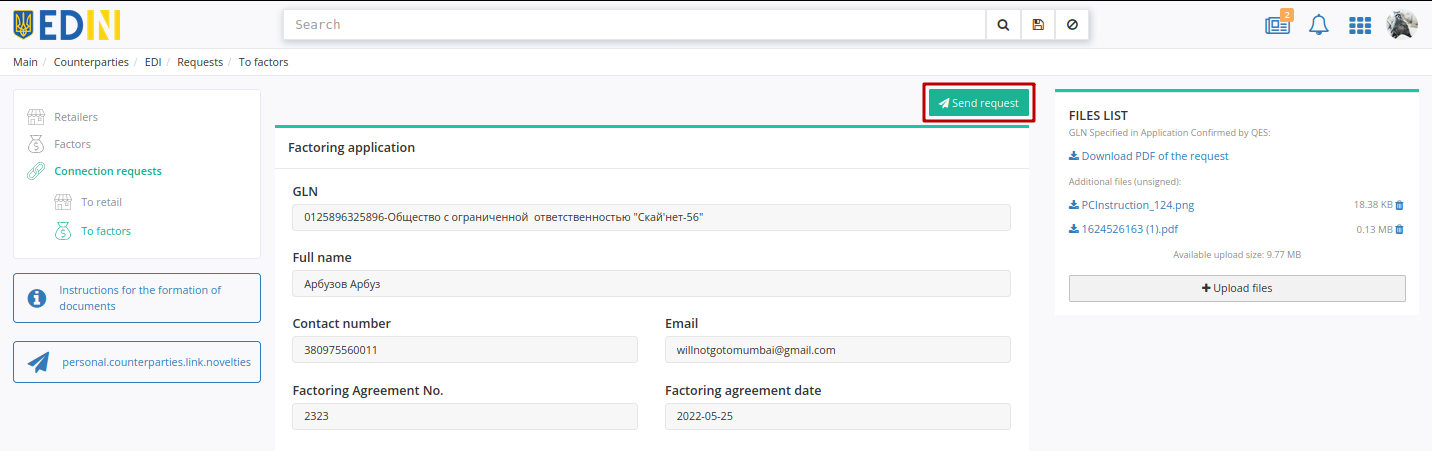 EDIN
Search
2
Main / Counterparties / EDI / Requests / To factors
Retailers
Factors
Connection requests
To retail
To factors
Instructions for the formation of
documents
personal.counterparties.link.novelties
Send request
Factoring application
GLN
0125896325896-Общество с ограниченной ответственностью "Скай'нет-56"
Full name
Арбузов Арбуз
Contact number
Email
380975560011
willnotgotomumbai@gmail.com
Factoring Agreement No.
Factoring agreement date
2323
2022-05-25
FILES LIST
GLN Specified in Application Confirmed by QES:
Download PDF of the request
Additional files (unsigned):
PCInstruction_124.png 18.38 KB
1624526163 (1).pdf 0.13 MB
Available upload size: 9.77 MB
Upload files